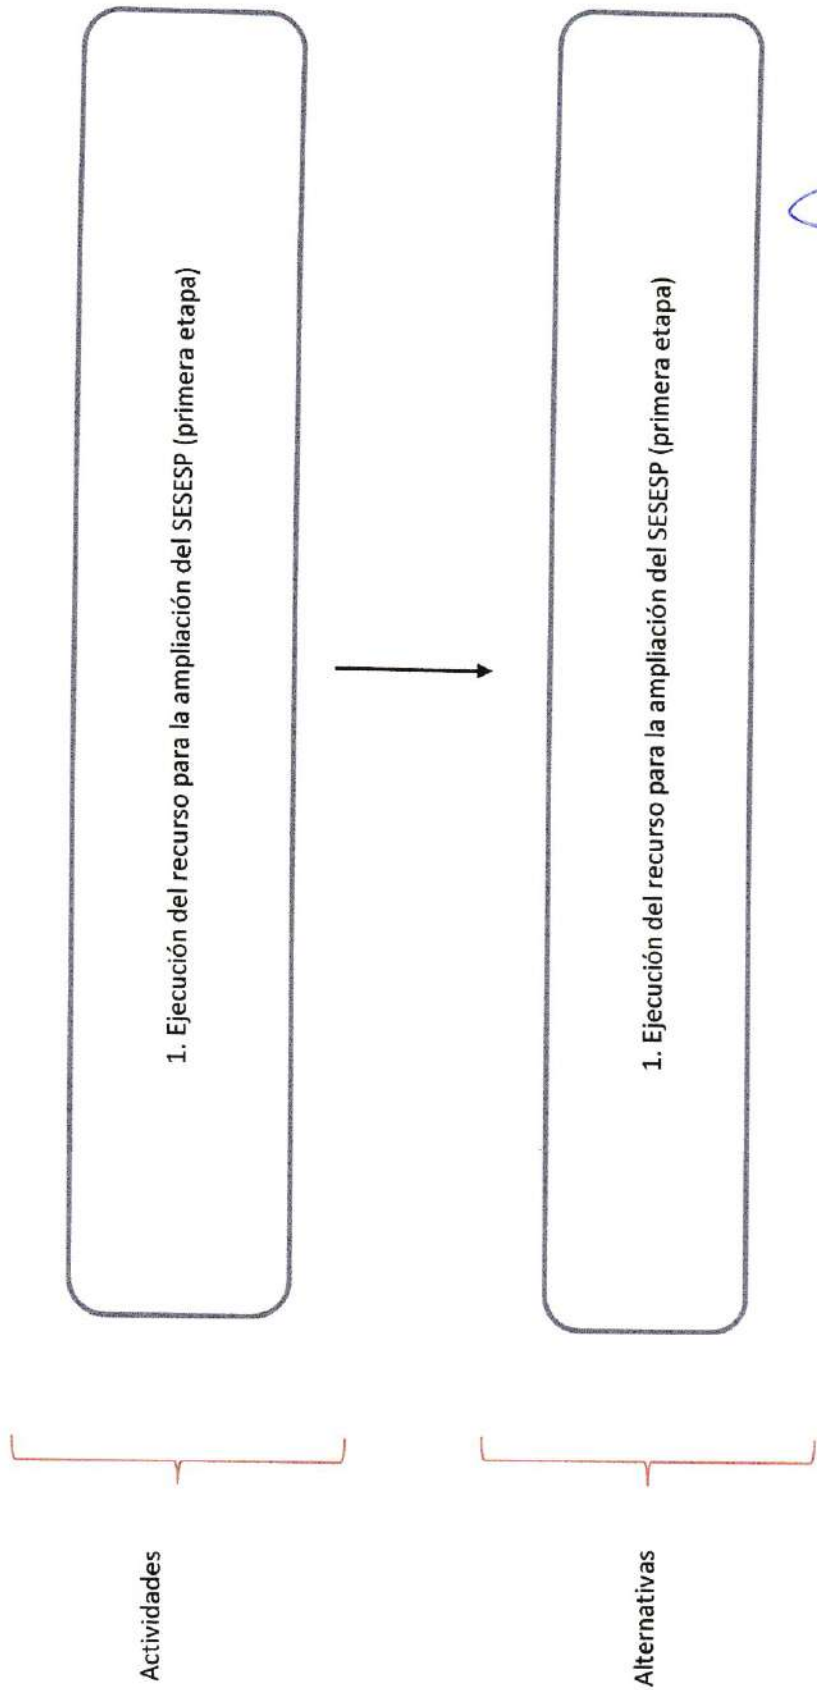 Actividades
1. Ejecución del recurso para la ampliación del SESESP (primera etapa)
Alternativas
1. Ejecución del recurso para la ampliación del SESESP (primera etapa)